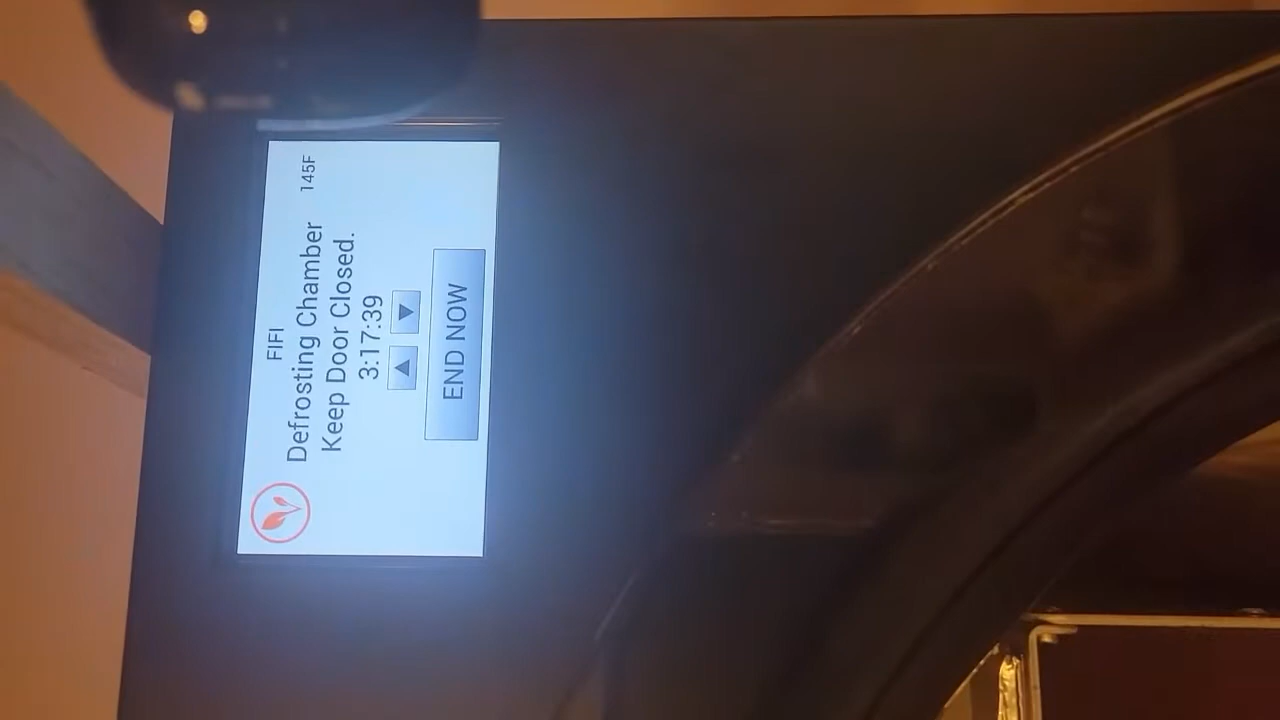 FIFI
Defrosting Chamber
145F
Keep Door Closed.
3:17:39
END NOW